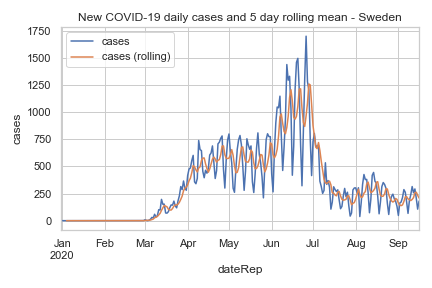 New COVID-19 daily cases and 5 day rolling mean - Sweden
cases
cases (rolling)
cases
1750
1500
1250
1000
750
500
250
0
Jan Feb Mar Apr May Jun Jul Aug Sep
2020
dateRep